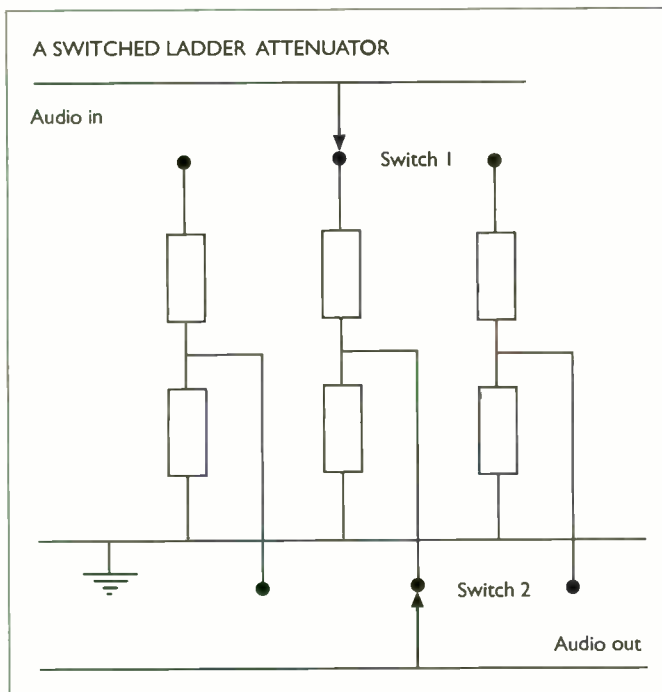 A SWITCHED LADDER ATTENUATOR
Audio in
Switch 1
Switch 2
Audio out